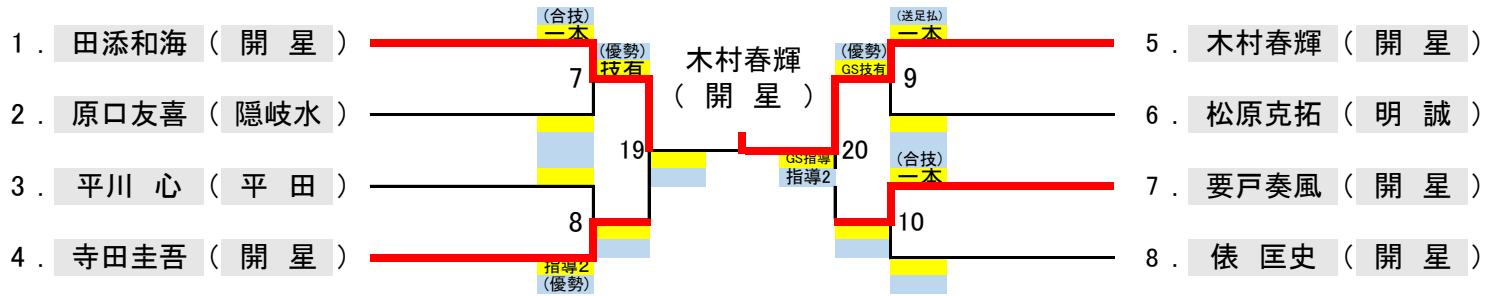 1 . 田添和海 ( 開 星 )
2 . 原口友喜 ( 隠岐水 )
3 . 平川 心 ( 平 田 )
4 . 寺田圭吾 ( 開 星 )
(合技)
一本
7
(優勢)
技有
19
8
指導2
(優勢)
木村春輝
( 開 星 )
GS指導
指導2
(優勢)
GS技有
20
(送足払)
一本
9
(合技)
一本
10
5 . 木村春輝 ( 開 星 )
6 . 松原克拓 ( 明 誠 )
7 . 要戸奏風 ( 開 星 )
8 . 俵 匡史 ( 開 星 )